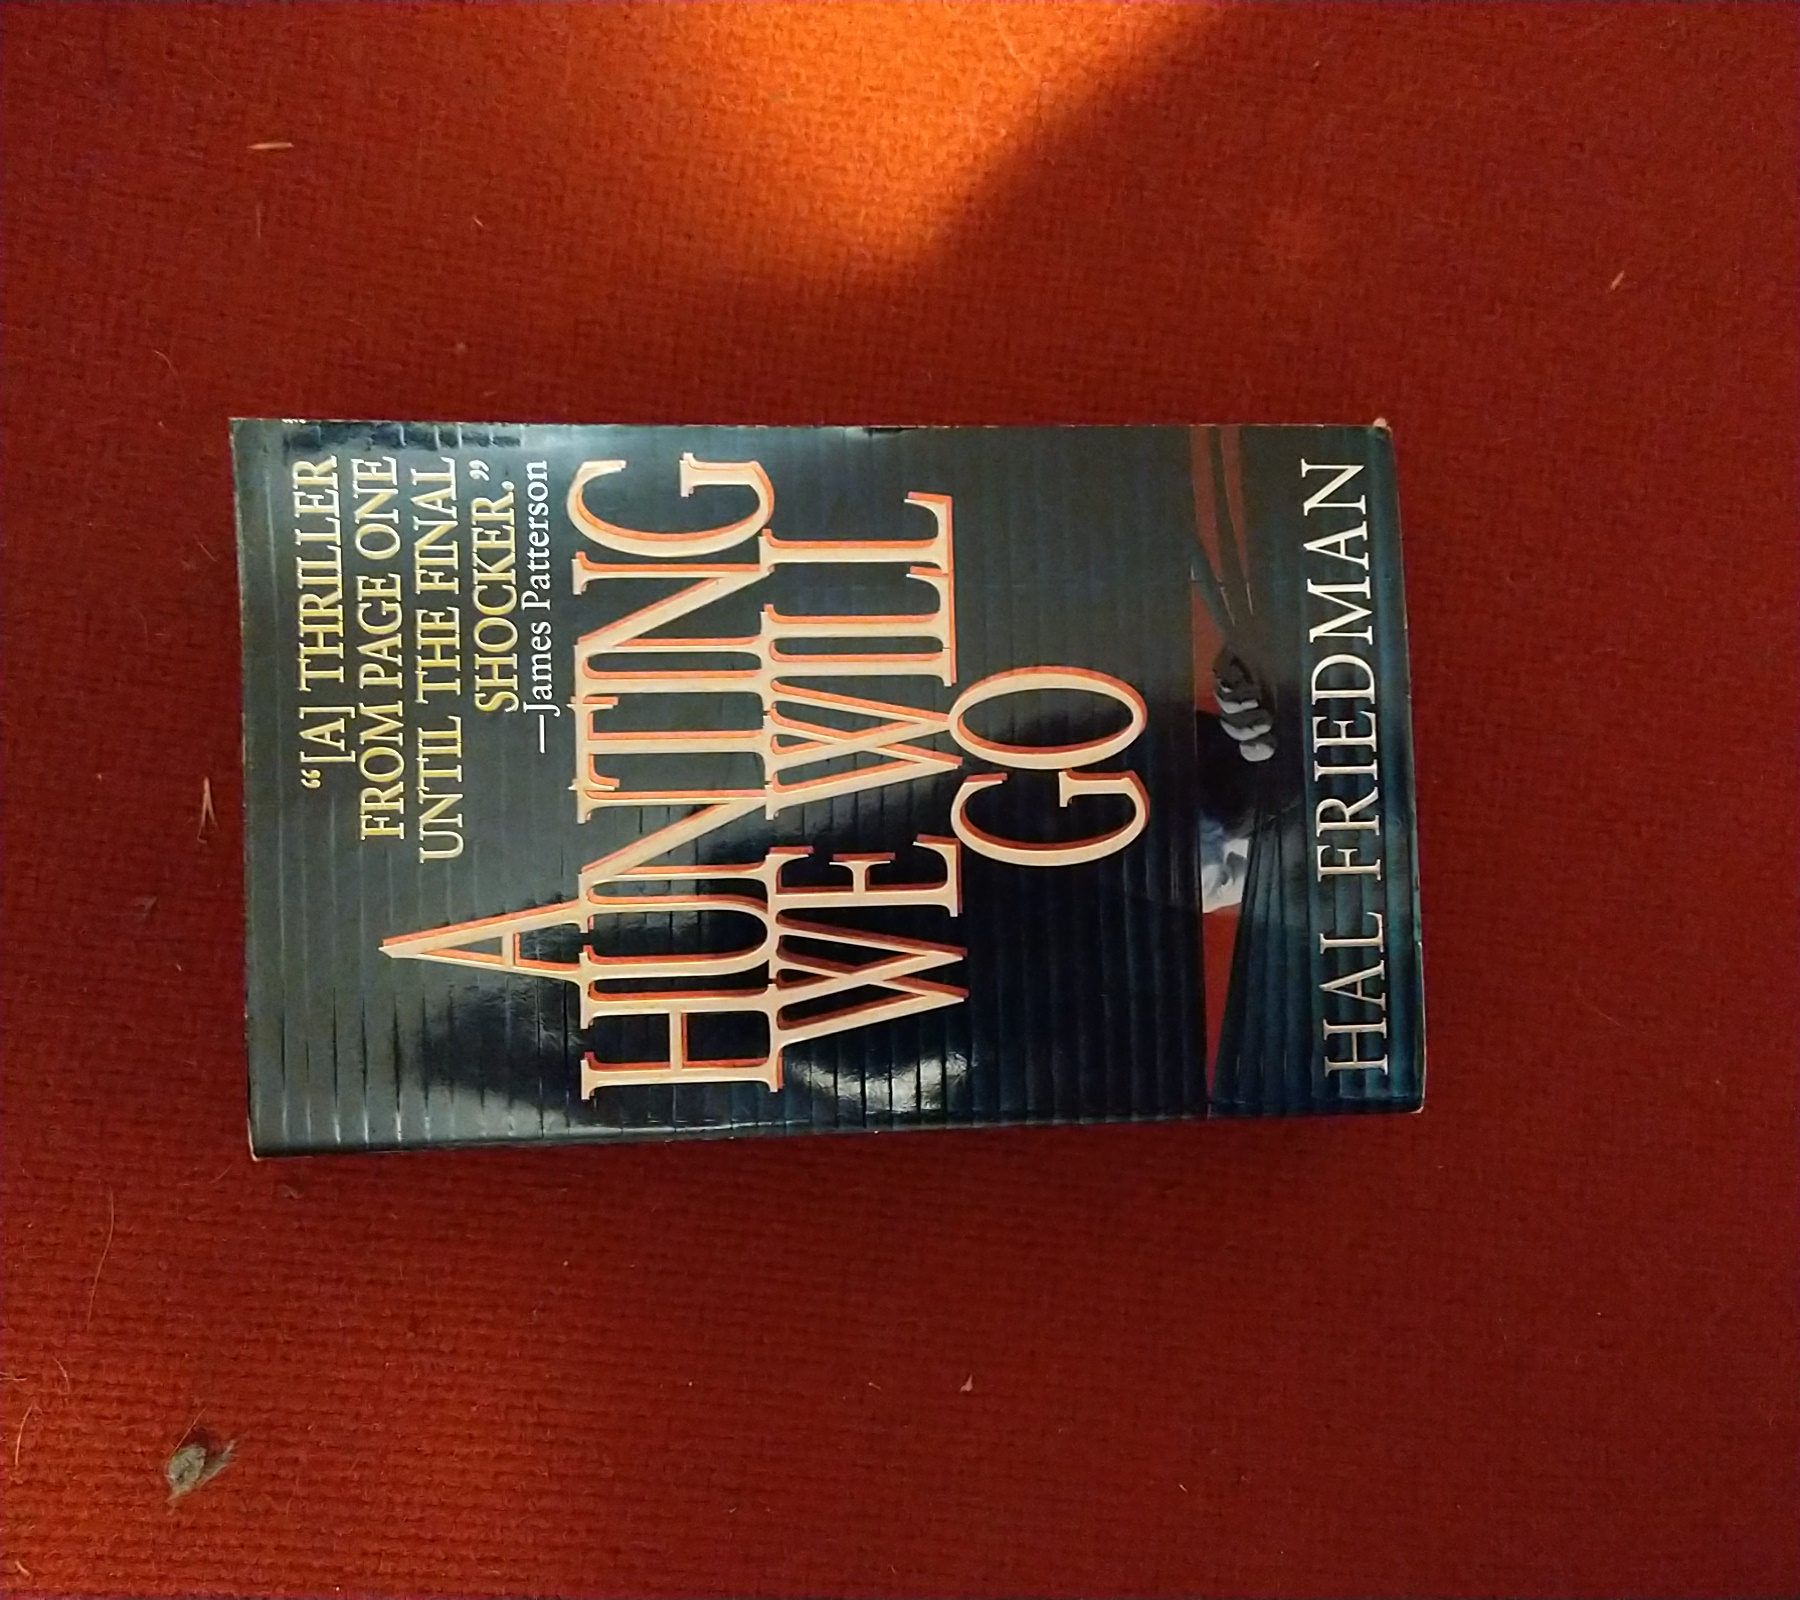 “[A] THRILLER
FROM PAGE ONE
UNTIL THE FINAL
SHOCKER.”
—James Patterson
A
HUNTING
WE WILL
GO
HAL FRIEDMAN